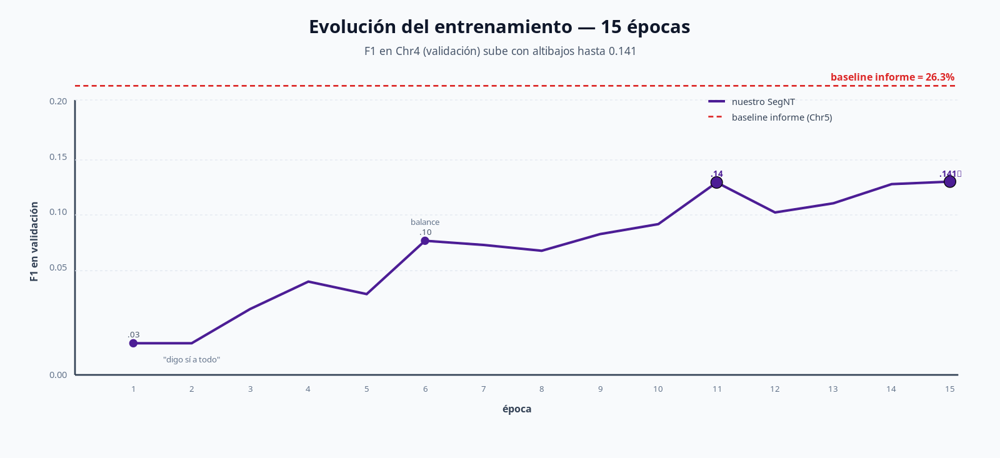 Evolución del entrenamiento — 15 épocas
F1 en Chr4 (validación) sube con altibajos hasta 0.141
baseline informe = 26.3%
nuestro SegNT
baseline informe (Chr5)
0.20
0.15
0.10
0.05
0.00
F1 en validación
.03
"digo sí a todo"
balance
.10
.14
.141
1 2 3 4 5 6 7 8 9 10 11 12 13 14 15
época